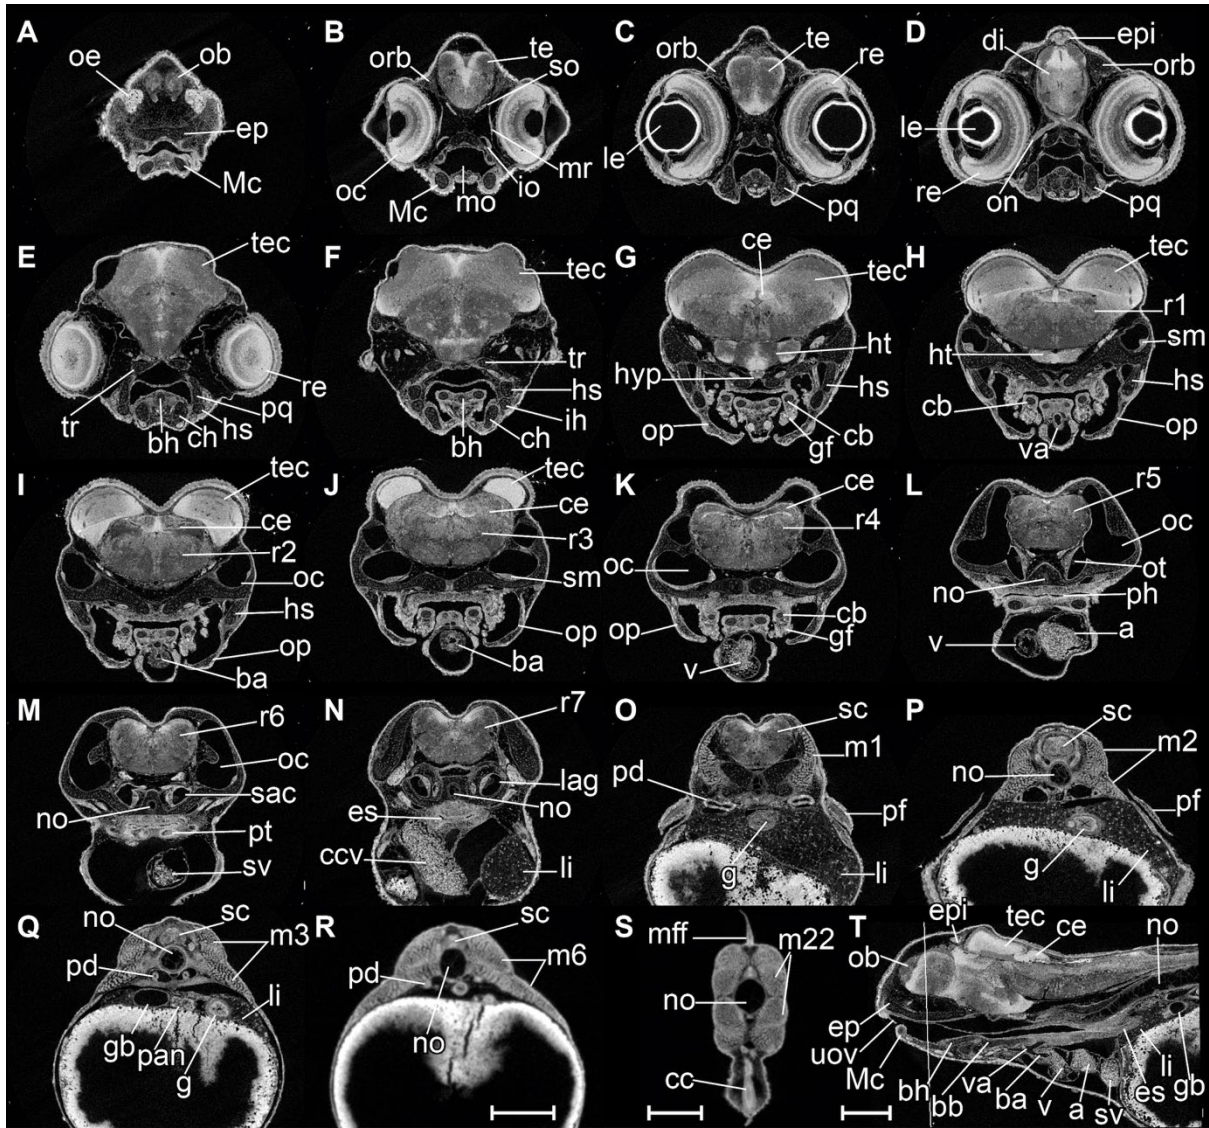 A
oe
ob
ep
Mc
B
orb
te
so
oc
Mc
mo
io
mr
C
orb
te
re
le
pq
D
di
epi
orb
le
re
on
pq
E
tec
re
pq
hs
ch
bh
tr
F
tec
tr
hs
ih
ch
bh
G
ce
tec
ht
hyp
hs
op
cb
gf
H
tec
r1
sm
ht
hs
cb
op
va
I
tec
ce
r2
oc
hs
op
ba
J
tec
ce
r3
sm
op
ba
K
ce
r4
oc
cb
op
gf
v
L
r5
oc
ot
no
ph
v
a
M
r6
oc
sac
no
pt
sv
N
r7
lag
no
es
ccv
li
O
sc
m1
pd
pf
g
li
P
sc
m2
no
pf
g
li
Q
no
sc
m3
pd
li
gb
pan
g
R
sc
m6
pd
no
S
mff
m22
no
cc
T
epi
tec
ce
no
ob
ep
uov
Mc
bh
bb
va
ba
v
a
sv
es
li
gb